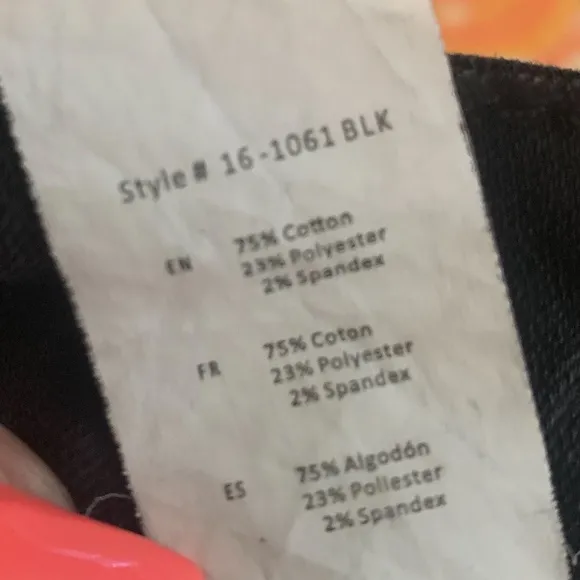 Style# 16-1061 BLK
EN 75% Cotton
23% Polyester
2% Spandex
FR 75% Coton
23% Polyester
2% Spandex
ES 75% Algodón
23% Poliester
2% Spandex